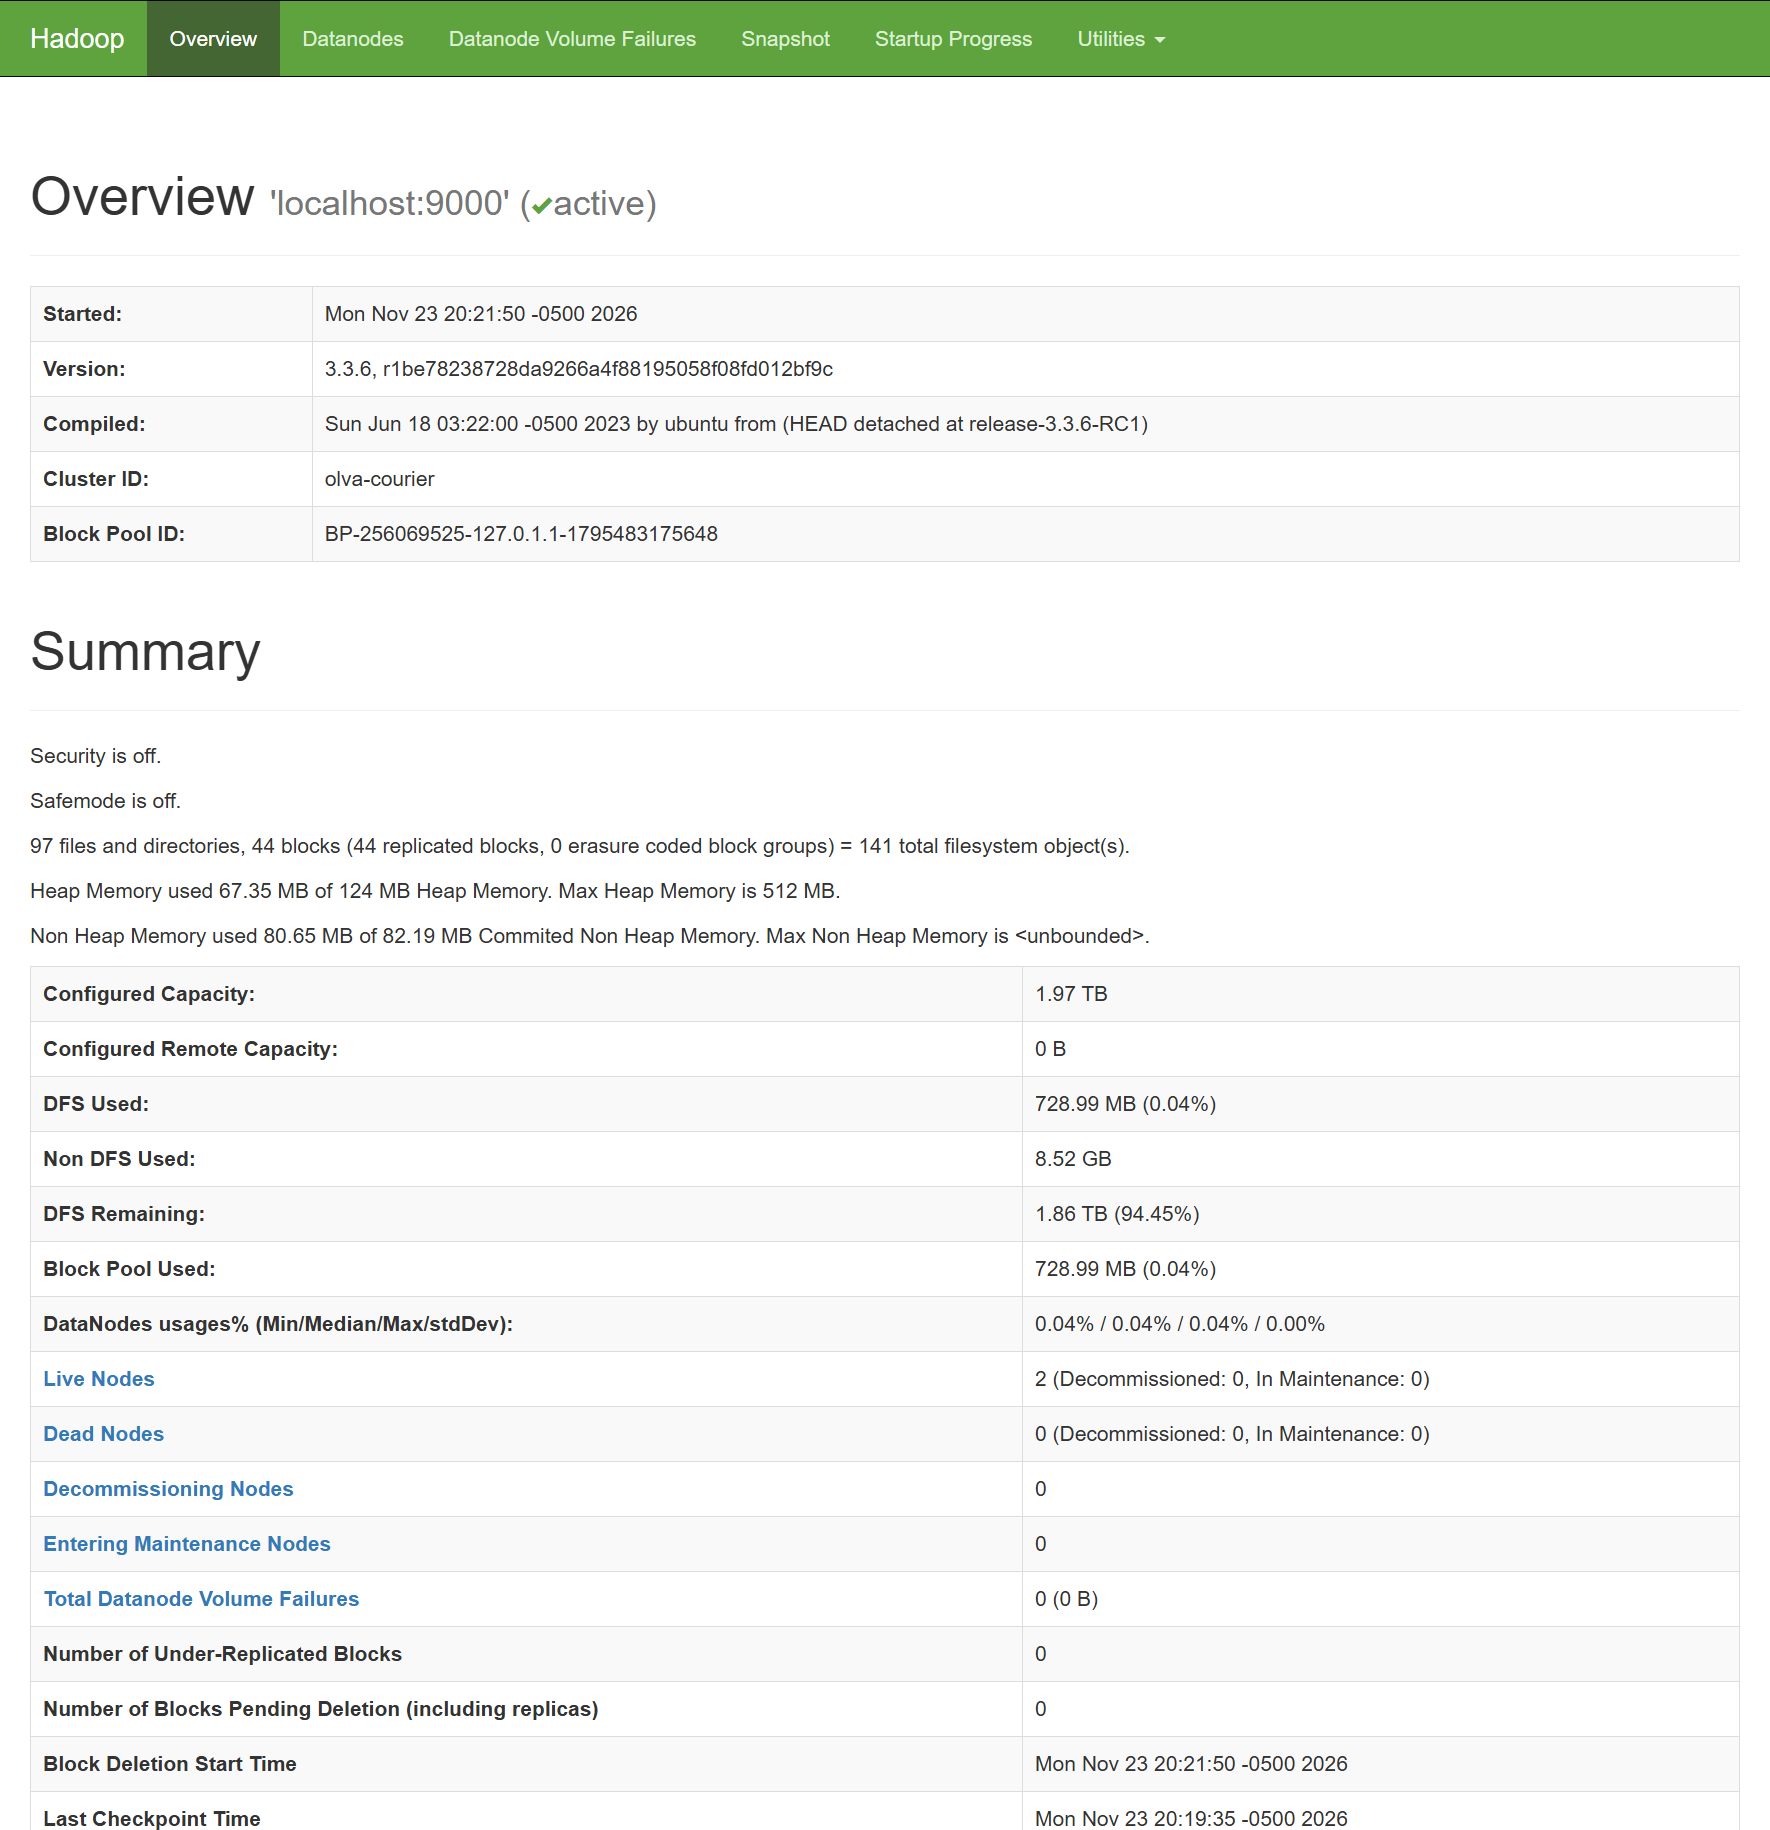 Hadoop Overview Datanodes Datanode Volume Failures Snapshot Startup Progress Utilities
Overview 'localhost:9000' (✔active)
Started: Mon Nov 23 20:21:50 -0500 2026
Version: 3.3.6, r1be78238728da9266a4f88195058f08fd012bf9c
Compiled: Sun Jun 18 03:22:00 -0500 2023 by ubuntu from (HEAD detached at release-3.3.6-RC1)
Cluster ID: olva-courier
Block Pool ID: BP-256069525-127.0.1.1-1795483175648
Summary
Security is off.
Safemode is off.
97 files and directories, 44 blocks (44 replicated blocks, 0 erasure coded block groups) = 141 total filesystem object(s).
Heap Memory used 67.35 MB of 124 MB Heap Memory. Max Heap Memory is 512 MB.
Non Heap Memory used 80.65 MB of 82.19 MB Commited Non Heap Memory. Max Non Heap Memory is <unbounded>.
Configured Capacity: 1.97 TB
Configured Remote Capacity: 0 B
DFS Used: 728.99 MB (0.04%)
Non DFS Used: 8.52 GB
DFS Remaining: 1.86 TB (94.45%)
Block Pool Used: 728.99 MB (0.04%)
DataNodes usages% (Min/Median/Max/stdDev): 0.04% / 0.04% / 0.04% / 0.00%
Live Nodes 2 (Decommissioned: 0, In Maintenance: 0)
Dead Nodes 0 (Decommissioned: 0, In Maintenance: 0)
Decommissioning Nodes 0
Entering Maintenance Nodes 0
Total Datanode Volume Failures 0 (0 B)
Number of Under-Replicated Blocks 0
Number of Blocks Pending Deletion (including replicas) 0
Block Deletion Start Time Mon Nov 23 20:21:50 -0500 2026
Last Checkpoint Time Mon Nov 23 20:19:35 -0500 2026